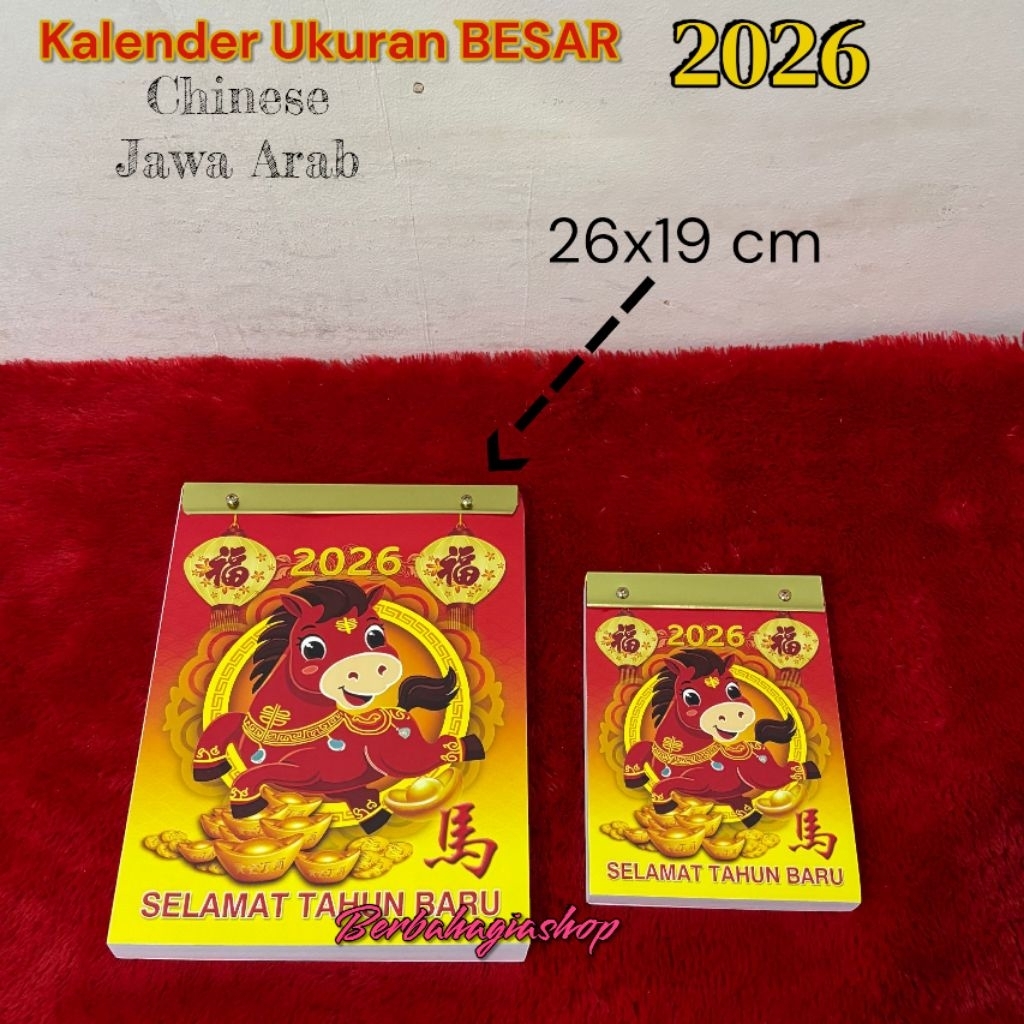 Kalender Ukuran BESAR 2026
Chinese
Jawa Arab
26x19 cm
福 2026 福
馬
SELAMAT TAHUN BARU
Berbahagiashop
福 2026 福
馬
SELAMAT TAHUN BARU